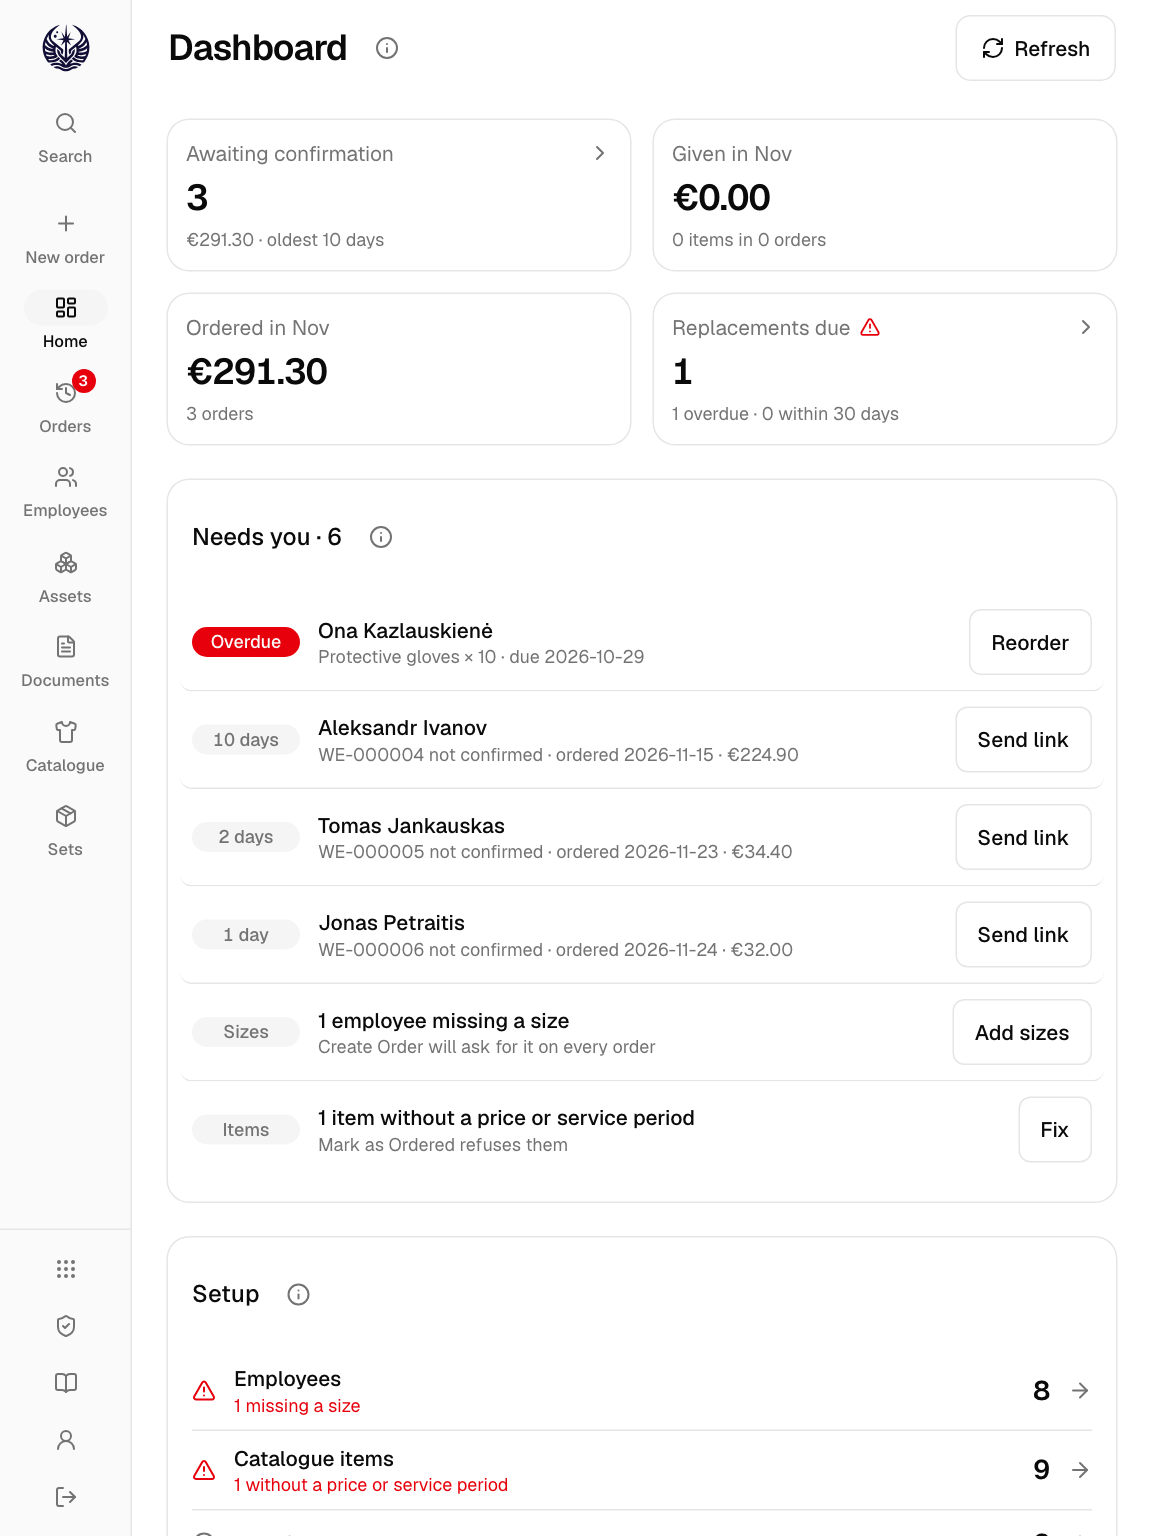 Dashboard
Refresh
Search
New order
Home
3
Orders
Employees
Assets
Documents
Catalogue
Sets
Awaiting confirmation
3
€291.30 · oldest 10 days
Given in Nov
€0.00
0 items in 0 orders
Ordered in Nov
€291.30
3 orders
Replacements due
1
1 overdue · 0 within 30 days
Needs you · 6
Overdue
Ona Kazlauskienė
Protective gloves × 10 · due 2026-10-29
Reorder
10 days
Aleksandr Ivanov
WE-000004 not confirmed · ordered 2026-11-15 · €224.90
Send link
2 days
Tomas Jankauskas
WE-000005 not confirmed · ordered 2026-11-23 · €34.40
Send link
1 day
Jonas Petraitis
WE-000006 not confirmed · ordered 2026-11-24 · €32.00
Send link
Sizes
1 employee missing a size
Create Order will ask for it on every order
Add sizes
Items
1 item without a price or service period
Mark as Ordered refuses them
Fix
Setup
Employees
1 missing a size
8
Catalogue items
1 without a price or service period
9